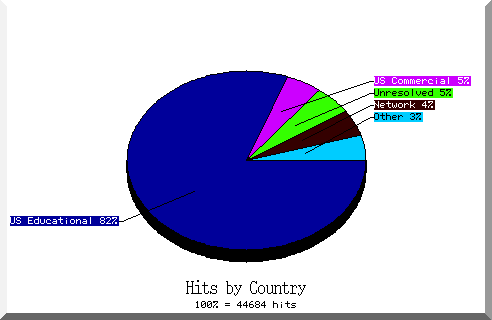 US Commercial 5%
Unresolved 5%
Network 4%
Other 3%
US Educational 82%
Hits by Country
100% = 44684 hits